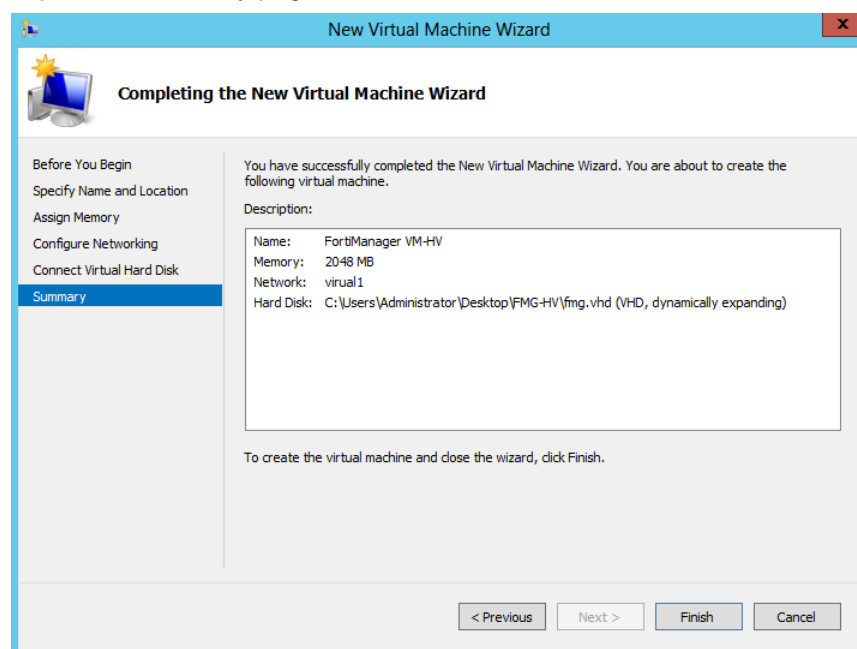 New Virtual Machine Wizard
x
Completing the New Virtual Machine Wizard
Before You Begin
Specify Name and Location
Assign Memory
Configure Networking
Connect Virtual Hard Disk
Summary
You have successfully completed the New Virtual Machine Wizard. You are about to create the
following virtual machine.
Description:
Name: FortiManager VM-HV
Memory: 2048 MB
Network: virual1
Hard Disk: C:\Users\Administrator\Desktop\FMG-HV\fmg.vhd (VHD, dynamically expanding)
To create the virtual machine and close the wizard, click Finish.
< Previous Next > Finish Cancel